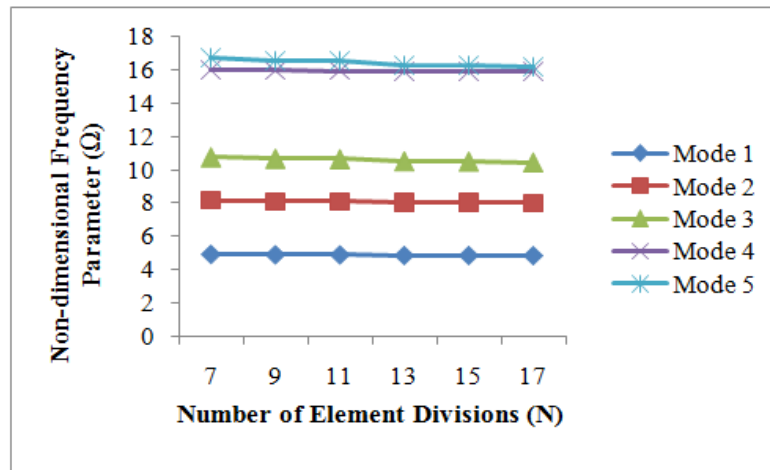 Non-dimensional Frequency
Parameter (Ω)
18
16
14
12
10
8
6
4
2
0
7 9 11 13 15 17
Number of Element Divisions (N)
Mode 1
Mode 2
Mode 3
Mode 4
Mode 5